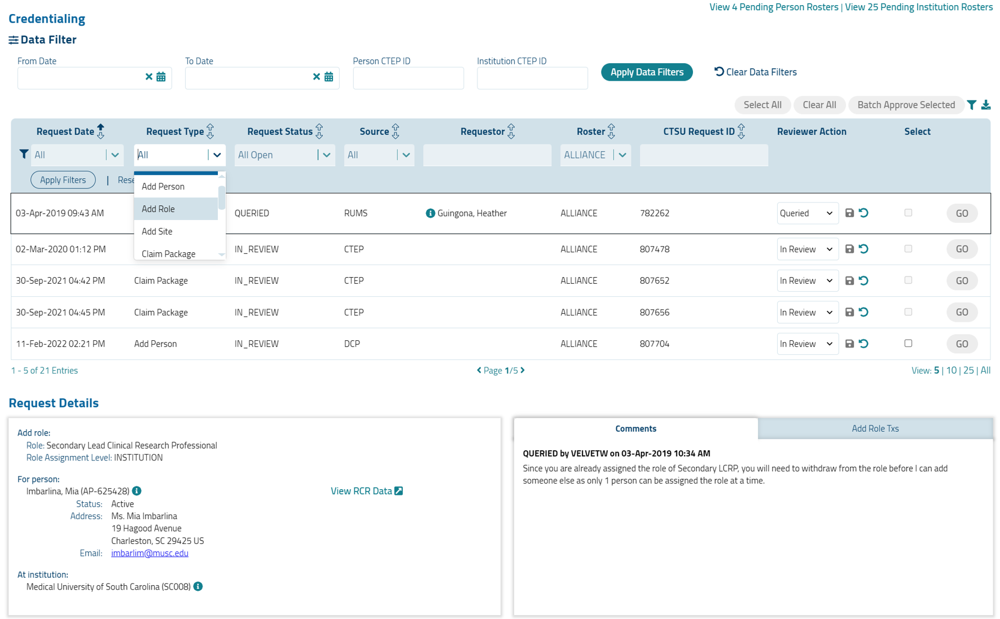 View 4 Pending Person Rosters | View 25 Pending Institution Rosters
Credentialing
Data Filter
From Date
To Date
Person CTEP ID
Institution CTEP ID
Apply Data Filters
Clear Data Filters
Select All
Clear All
Batch Approve Selected
Request Date
Request Type
Request Status
Source
Requestor
Roster
CTSU Request ID
Reviewer Action
Select
All
All
All Open
All
ALLIANCE
Apply Filters
|
Add Person
Add Role
Add Site
Claim Package
03-Apr-2019 09:43 AM QUERIED RUMS Guingona, Heather ALLIANCE 782262 Queried GO
02-Mar-2020 01:12 PM IN_REVIEW CTEP ALLIANCE 807478 In Review GO
30-Sep-2021 04:42 PM Claim Package IN_REVIEW CTEP ALLIANCE 807652 In Review GO
30-Sep-2021 04:45 PM Claim Package IN_REVIEW CTEP ALLIANCE 807656 In Review GO
11-Feb-2022 02:21 PM Add Person IN_REVIEW DCP ALLIANCE 807704 In Review GO
1 - 5 of 21 Entries
Page 1/5
View: 5 | 10 | 25 | All
Request Details
Add role:
Role: Secondary Lead Clinical Research Professional
Role Assignment Level: INSTITUTION
For person:
Imbarlina, Mia (AP-625428)
View RCR Data
Status: Active
Address: Ms. Mia Imbarlina
19 Hagood Avenue
Charleston, SC 29425 US
Email: imbarlim@musc.edu
At institution:
Medical University of South Carolina (SC008)
Comments
Add Role Txs
QUERIED by VELVETW on 03-Apr-2019 10:34 AM
Since you are already assigned the role of Secondary LCRP, you will need to withdraw from the role before I can add
someone else as only 1 person can be assigned the role at a time.